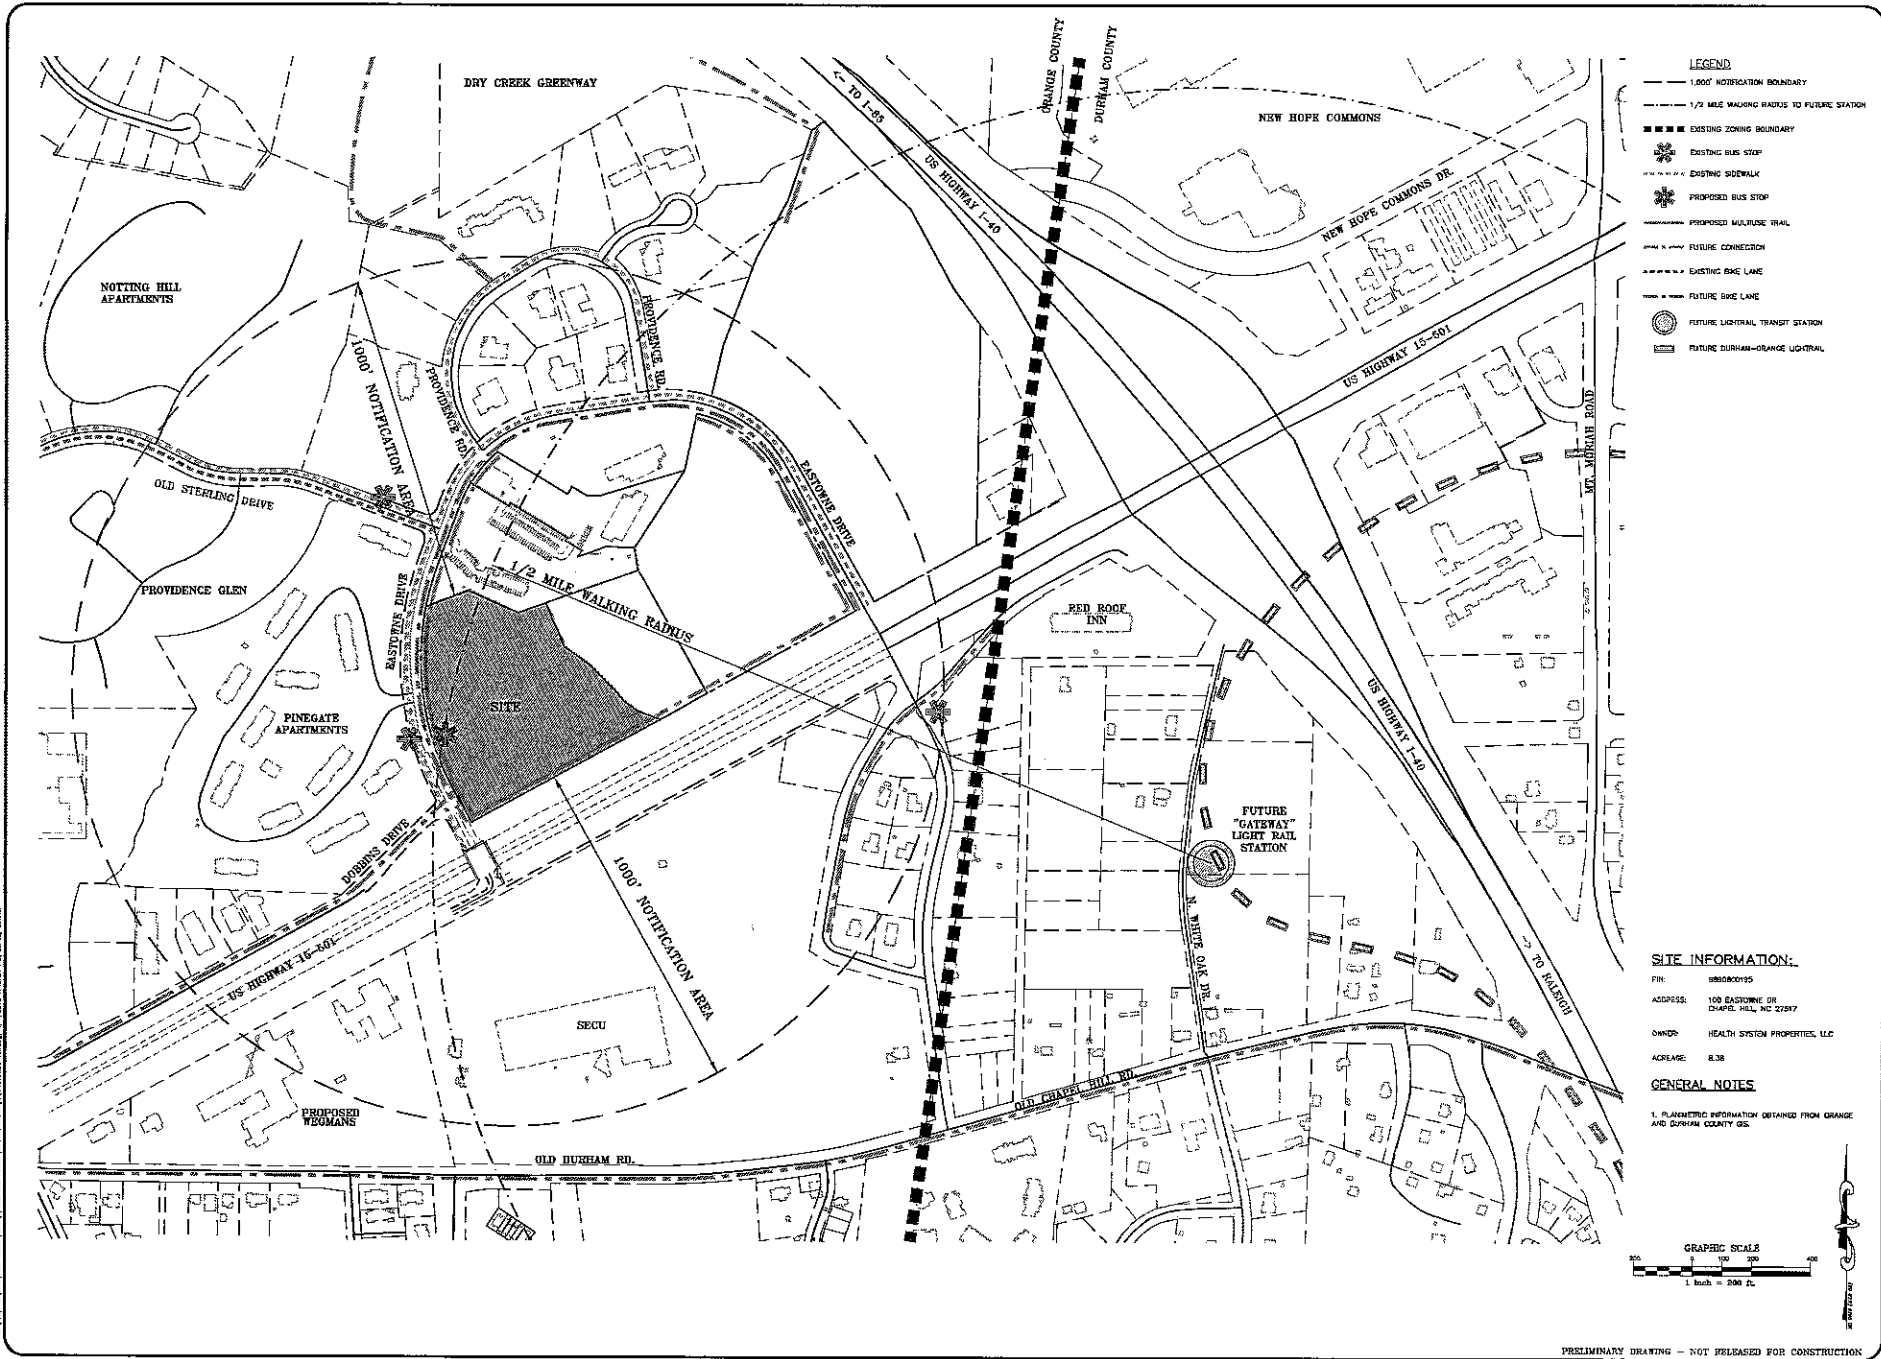 DRY CREEK GREENWAY
<- TO I-85
ORANGE COUNTY
DURHAM COUNTY
NEW HOPE COMMONS
US HIGHWAY I-40
NEW HOPE COMMONS DR.
NOTTING HILL
APARTMENTS
1000' NOTIFICATION AREA
PROVIDENCE RD.
PROVIDENCE RD.
US HIGHWAY 15-501
MT. MORIAH ROAD
OLD STERLING DRIVE
EASTOWNE DRIVE
PROVIDENCE GLEN
EASTOWNE DRIVE
1/2 MILE WALKING RADIUS
RED ROOF
INN
SITE
PINEGATE
APARTMENTS
US HIGHWAY I-40
FUTURE
"GATEWAY"
LIGHT RAIL
STATION
DOBBINS DRIVE
1000' NOTIFICATION AREA
N. WHITE OAK DR.
US HIGHWAY 15-501
-> TO RALEIGH
SECU
PROPOSED
WEGMANS
OLD CHAPEL HILL RD.
OLD DURHAM RD.
LEGEND
1,000' NOTIFICATION BOUNDARY
1/2 MILE WALKING RADIUS TO FUTURE STATION
EXISTING ZONING BOUNDARY
EXISTING BUS STOP
EXISTING SIDEWALK
PROPOSED BUS STOP
PROPOSED MULTIUSE TRAIL
FUTURE CONNECTION
EXISTING BIKE LANE
FUTURE BIKE LANE
FUTURE LIGHTRAIL TRANSIT STATION
FUTURE DURHAM-ORANGE LIGHTRAIL
SITE INFORMATION:
PIN: 9890800195
ADDRESS: 100 EASTOWNE DR
CHAPEL HILL, NC 27517
OWNER: HEALTH SYSTEM PROPERTIES, LLC
ACREAGE: 8.38
GENERAL NOTES
1. PLANIMETRIC INFORMATION OBTAINED FROM ORANGE
AND DURHAM COUNTY GIS.
GRAPHIC SCALE
200 0 100 200 400
1 inch = 200 ft.
PRELIMINARY DRAWING - NOT RELEASED FOR CONSTRUCTION